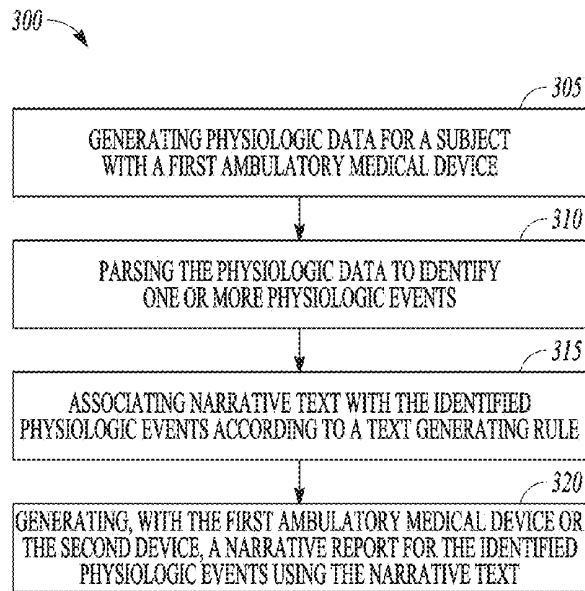 300
305
GENERATING PHYSIOLOGIC DATA FOR A SUBJECT
WITH A FIRST AMBULATORY MEDICAL DEVICE
310
PARSING THE PHYSIOLOGIC DATA TO IDENTIFY
ONE OR MORE PHYSIOLOGIC EVENTS
315
ASSOCIATING NARRATIVE TEXT WITH THE IDENTIFIED
PHYSIOLOGIC EVENTS ACCORDING TO A TEXT GENERATING RULE
320
GENERATING, WITH THE FIRST AMBULATORY MEDICAL DEVICE OR
THE SECOND DEVICE, A NARRATIVE REPORT FOR THE IDENTIFIED
PHYSIOLOGIC EVENTS USING THE NARRATIVE TEXT